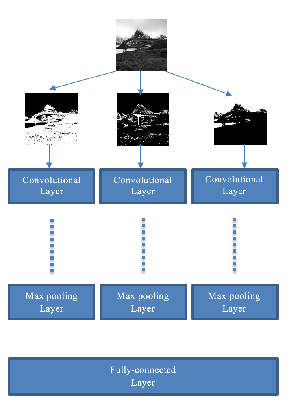 Convolutional
Layer
Convolutional
Layer
Convolutional
Layer
Max pooling
Layer
Max pooling
Layer
Max pooling
Layer
Fully-connected
Layer